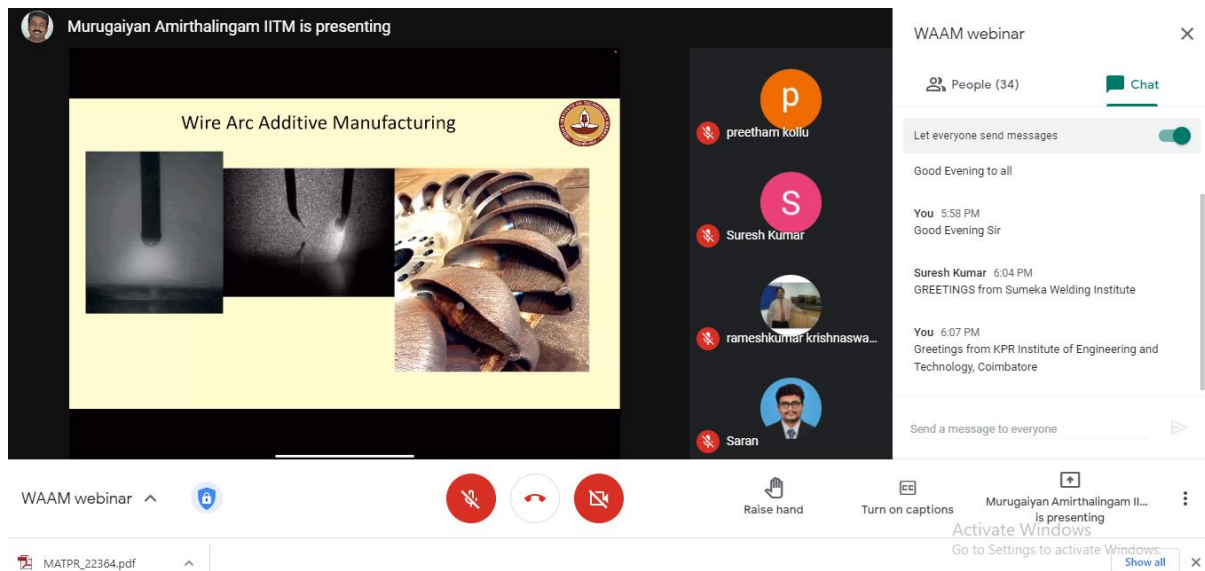 Murugaiyan Amirthalingam IITM is presenting
Wire Arc Additive Manufacturing
p
preetham kollu
S
Suresh Kumar
rameshkumar krishnaswa...
Saran
WAAM webinar
People (34)
Chat
Let everyone send messages
Good Evening to all
You 5:58 PM
Good Evening Sir
Suresh Kumar 6:04 PM
GREETINGS from Sumeka Welding Institute
You 6:07 PM
Greetings from KPR Institute of Engineering and
Technology, Coimbatore
Send a message to everyone
WAAM webinar
Raise hand
CC
Turn on captions
Murugaiyan Amirthalingam II...
is presenting
Activate Windows
Go to Settings to activate Windows.
MATPR_22364.pdf
Show all